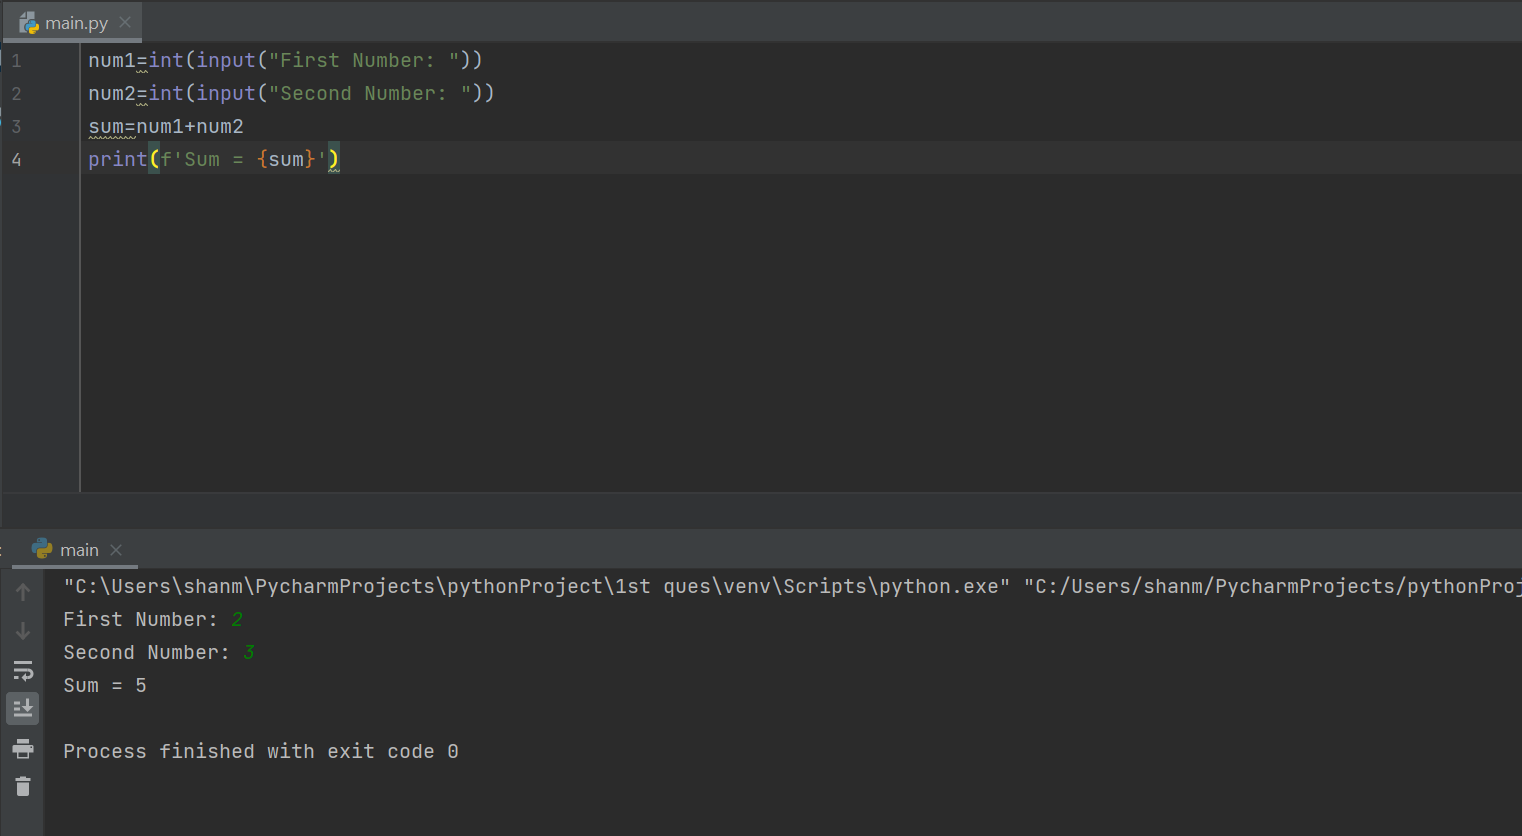 main.py
1 num1=int(input("First Number: "))
2 num2=int(input("Second Number: "))
3 sum=num1+num2
4 print(f'Sum = {sum}')
main
"C:\Users\shanm\PycharmProjects\pythonProject\1st ques\venv\Scripts\python.exe" "C:/Users/shanm/PycharmProjects/pythonProj
First Number: 2
Second Number: 3
Sum = 5
Process finished with exit code 0